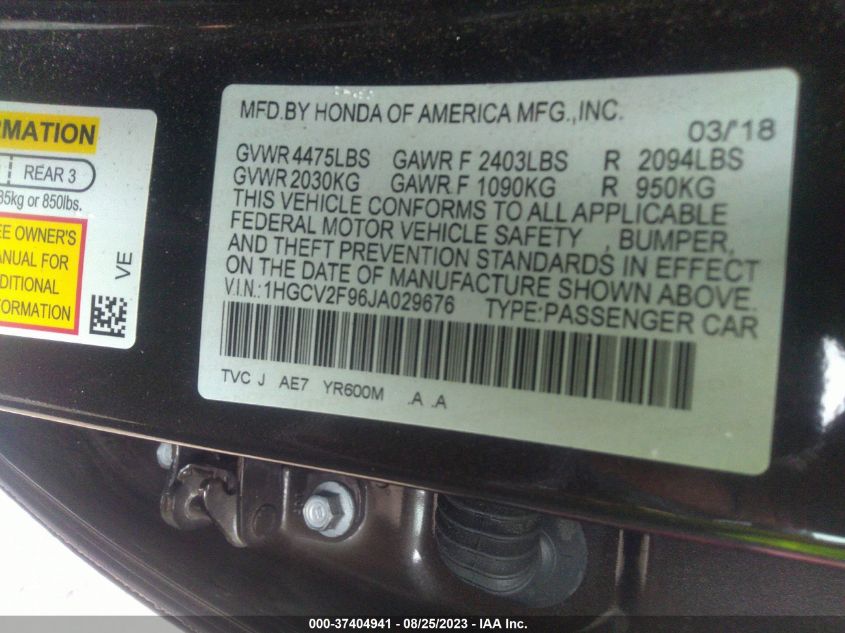 RMATION
REAR 3
85kg or 850lbs.
EE OWNER'S
ANUAL FOR
DITIONAL
FORMATION
VE
MFD.BY HONDA OF AMERICA MFG.,INC.
03/'18
GVWR 4475LBS GAWR F 2403LBS R 2094LBS
GVWR 2030KG GAWR F 1090KG R 950KG
THIS VEHICLE CONFORMS TO ALL APPLICABLE
FEDERAL MOTOR VEHICLE SAFETY , BUMPER,
AND THEFT PREVENTION STANDARDS IN EFFECT
ON THE DATE OF MANUFACTURE SHOWN ABOVE.
V.I.N.:1HGCV2F96JA029676 TYPE:PASSENGER CAR
TVC J AE7 YR600M .A .A
000-37404941 - 08/25/2023 - IAA Inc.